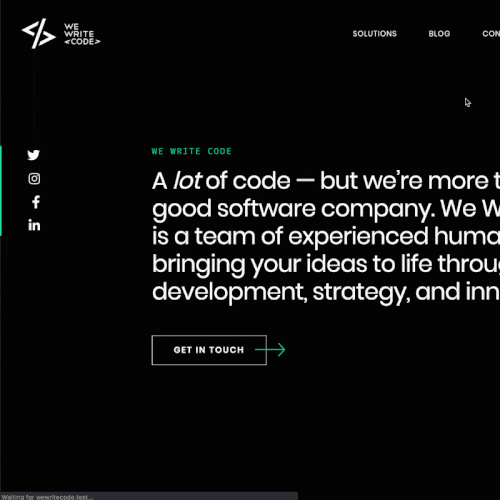 WE
WRITE
<CODE>
SOLUTIONS
BLOG
CON
WE WRITE CODE
A lot of code — but we're more t
good software company. We W
is a team of experienced huma
bringing your ideas to life throu
development, strategy, and inn
GET IN TOUCH
Waiting for wewritecode.test...